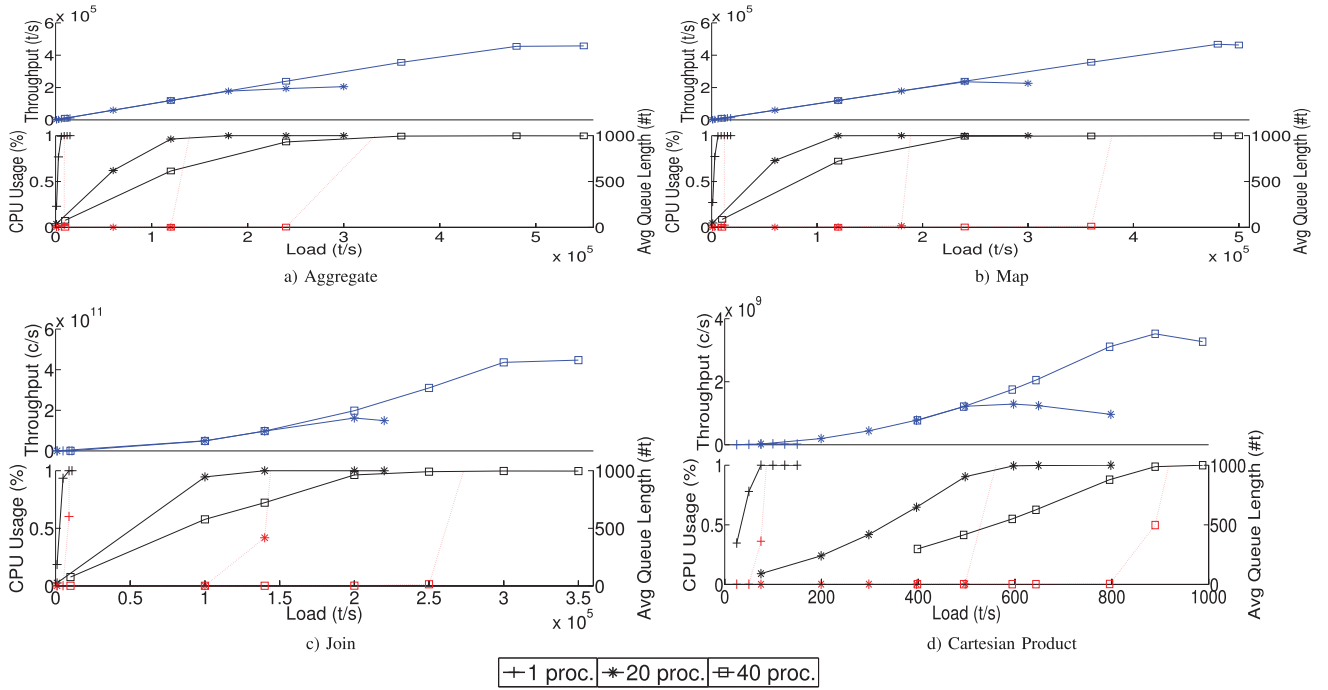 6 x 10^5
4
2
0
Throughput (t/s)
1
0.5
0
CPU Usage (%)
1000
500
0
Avg Queue Length (#t)
0 1 2 3 4 5
Load (t/s)
x 10^5
a) Aggregate
6 x 10^5
4
2
0
Throughput (t/s)
1
0.5
0
CPU Usage (%)
1000
500
0
Avg Queue Length (#t)
0 1 2 3 4 5
Load (t/s)
x 10^5
b) Map
6 x 10^11
4
2
0
Throughput (c/s)
1
0.5
0
CPU Usage (%)
1000
500
0
Avg Queue Length (#t)
0 0.5 1 1.5 2 2.5 3 3.5
Load (t/s)
x 10^5
c) Join
4 x 10^9
2
0
Throughput (c/s)
1
0.5
0
CPU Usage (%)
1000
500
0
Avg Queue Length (#t)
0 200 400 600 800 1000
Load (t/s)
d) Cartesian Product
1 proc. 20 proc. 40 proc.